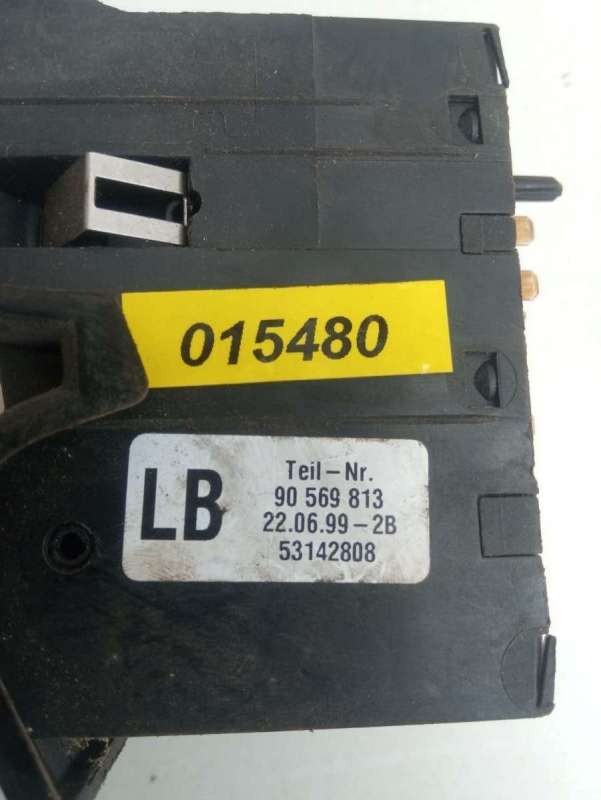 015480
LB
Teil-Nr.
90 569 813
22.06.99-2B
53142808